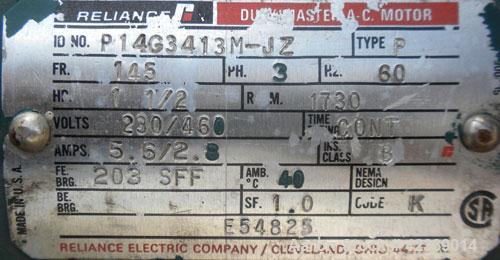 RELIANCE DUTY MASTER A-C. MOTOR
ID NO. P14G3413M-JZ TYPE P
FR. 145 PH. 3 HZ. 60
HP. 1 1/2 R.P.M. 1730
VOLTS 230/460 TIME CONT
AMPS. 5.6/2.8 INS. CLASS B
FE. BRG. 203 SFF AMB. °C 40 NEMA DESIGN
BE. BRG. SF. 1.0 CODE K
E54825
MADE IN U.S.A.
RELIANCE ELECTRIC COMPANY / CLEVELAND, OHIO